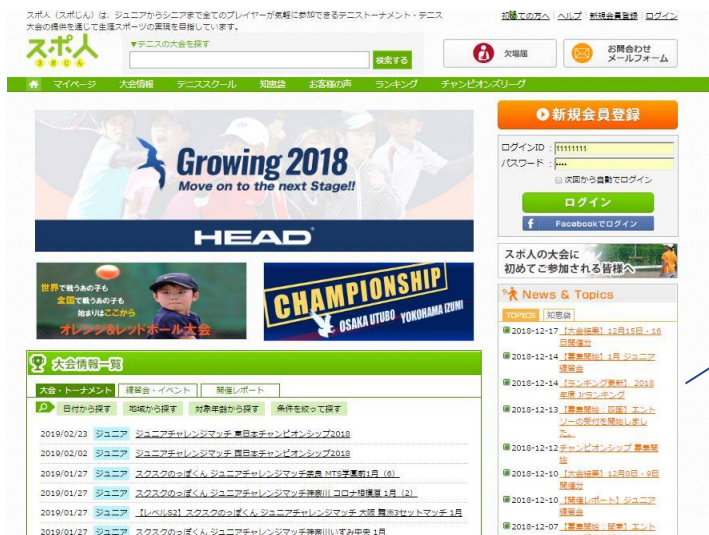 スポ人（スポじん）は、ジュニアからシニアまで全てのプレイヤーが気軽に参加できるテニストーナメント・テニス
大会の提供を通じて生涯スポーツの実現を目指しています。
初めての方へ ヘルプ 新規会員登録 ログイン
スポ人
スポじん
▼テニスの大会を探す
検索する
欠場届
お問合わせ
メールフォーム
マイページ 大会情報 テニススクール 知恵袋 お客様の声 ランキング チャンピオンズリーグ
Growing 2018
Move on to the next Stage!!
HEAD
世界で戦うあの子も
全国で戦うあの子も
始まりはここから
オレンジ&レッドボール大会
CHAMPIONSHIP
OSAKA UTUBO YOKOHAMA IZUMI
大会情報一覧
大会・トーナメント 練習会・イベント 開催レポート
日付から探す 地域から探す 対象年齢から探す 条件を絞って探す
2019/02/23 ジュニア ジュニアチャレンジマッチ 東日本チャンピオンシップ2018
2019/02/02 ジュニア ジュニアチャレンジマッチ 西日本チャンピオンシップ2018
2019/01/27 ジュニア スクスクのっぽくん ジュニアチャレンジマッチ奈良 MTS学園前1月（6）
2019/01/27 ジュニア スクスクのっぽくん ジュニアチャレンジマッチ神奈川 コロナ相模原 1月（2）
2019/01/27 ジュニア 【レベルS2】スクスクのっぽくん ジュニアチャレンジマッチ 大阪 舞洲3セットマッチ 1月
2019/01/27 ジュニア スクスクのっぽくん ジュニアチャレンジマッチ神奈川いずみ中央 1月
新規会員登録
ログインID : 11111111
パスワード : ••••
次回から自動でログイン
ログイン
f Facebookでログイン
スポ人の大会に
初めてご参加される皆様へ
News & Topics
TOPICS 知恵袋
2018-12-17 【大会結果】12月15日・16
日開催分
2018-12-14 【募集開始】1月 ジュニア
練習会
2018-12-14 【ランキング更新】 2018
年度 Jrランキング
2018-12-13 【募集開始：四国】エント
リーの受付を開始しまし
た。
2018-12-12 チャンピオンシップ 募集開
始
2018-12-10 【大会結果】12月8日・9日
開催分
2018-12-10 【開催レポート】ジュニア
練習会
2018-12-07 【募集開始：関東】エント